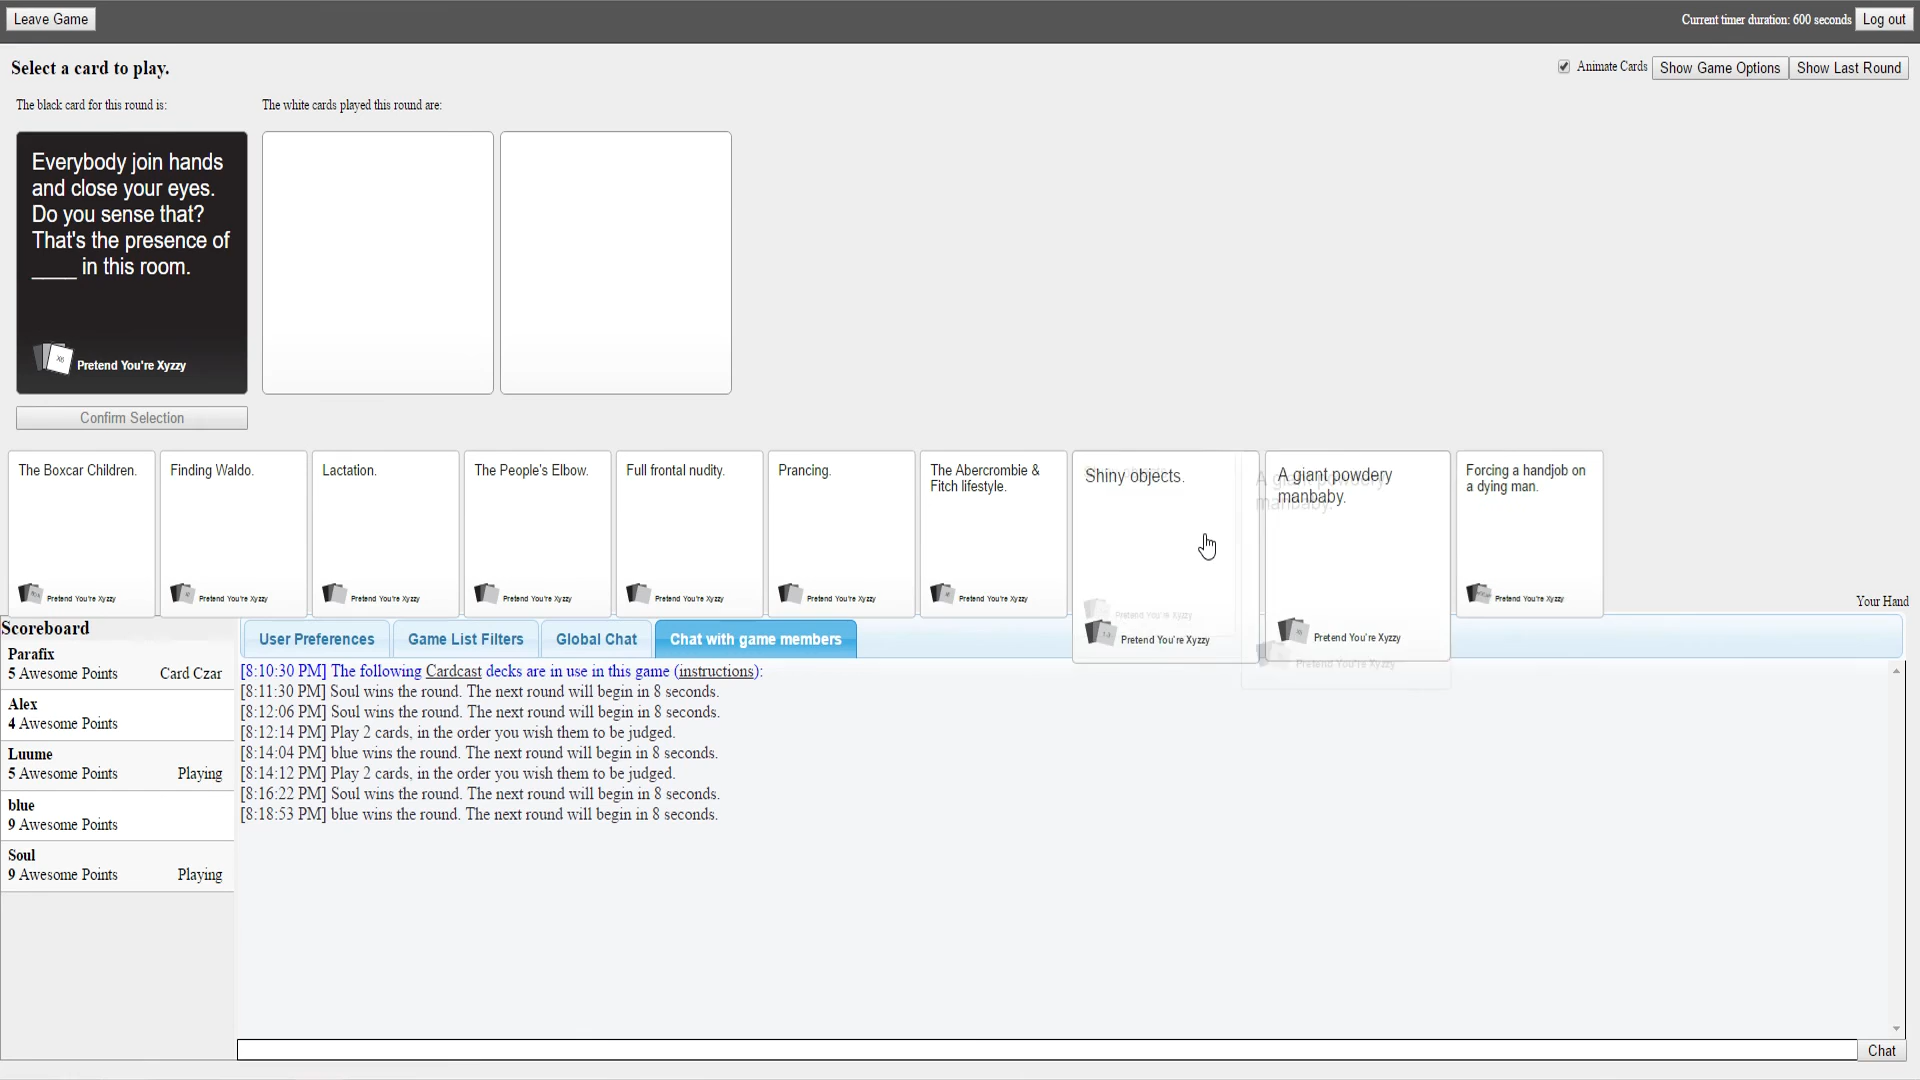 Leave Game
Current timer duration: 600 seconds
Log out
Select a card to play.
Animate Cards
Show Game Options
Show Last Round
The black card for this round is:
The white cards played this round are:
Everybody join hands
and close your eyes.
Do you sense that?
That's the presence of
____ in this room.
Pretend You're Xyzzy
Confirm Selection
The Boxcar Children.
Pretend You're Xyzzy
Finding Waldo.
Pretend You're Xyzzy
Lactation.
Pretend You're Xyzzy
The People's Elbow.
Pretend You're Xyzzy
Full frontal nudity.
Pretend You're Xyzzy
Prancing.
Pretend You're Xyzzy
The Abercrombie &
Fitch lifestyle.
Pretend You're Xyzzy
Shiny objects.
Pretend You're Xyzzy
Pretend You're Xyzzy
A giant powdery
manbaby.
A giant powdery
manbaby.
Pretend You're Xyzzy
Pretend You're Xyzzy
Forcing a handjob on
a dying man.
Pretend You're Xyzzy
Your Hand
Scoreboard
Parafix
5 Awesome Points
Card Czar
Alex
4 Awesome Points
Luume
5 Awesome Points
Playing
blue
9 Awesome Points
Soul
9 Awesome Points
Playing
User Preferences
Game List Filters
Global Chat
Chat with game members
[8:10:30 PM] The following Cardcast decks are in use in this game (instructions):
[8:11:30 PM] Soul wins the round. The next round will begin in 8 seconds.
[8:12:06 PM] Soul wins the round. The next round will begin in 8 seconds.
[8:12:14 PM] Play 2 cards, in the order you wish them to be judged.
[8:14:04 PM] blue wins the round. The next round will begin in 8 seconds.
[8:14:12 PM] Play 2 cards, in the order you wish them to be judged.
[8:16:22 PM] Soul wins the round. The next round will begin in 8 seconds.
[8:18:53 PM] blue wins the round. The next round will begin in 8 seconds.
Chat